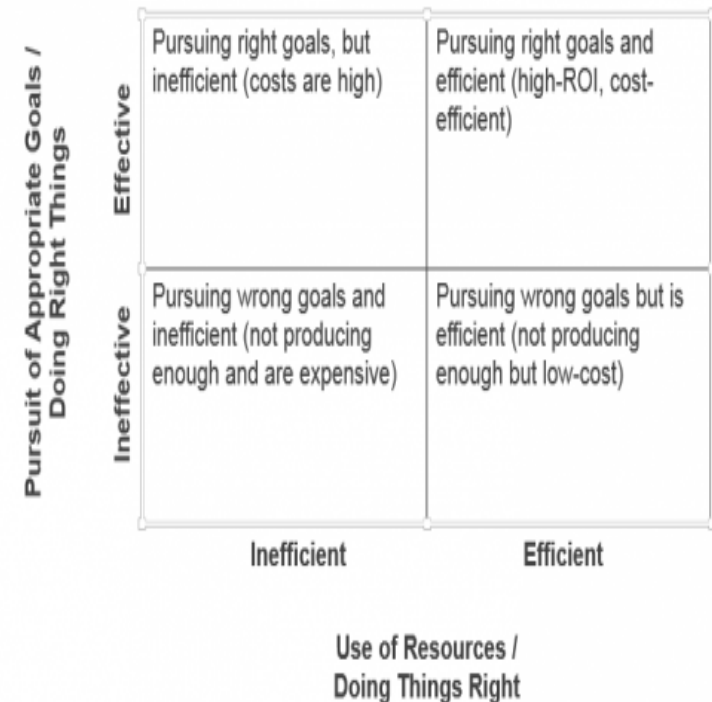 Pursuit of Appropriate Goals /
Doing Right Things
Effective
Pursuing right goals, but
inefficient (costs are high)
Pursuing right goals and
efficient (high-ROI, cost-
efficient)
Ineffective
Pursuing wrong goals and
inefficient (not producing
enough and are expensive)
Pursuing wrong goals but is
efficient (not producing
enough but low-cost)
Inefficient
Efficient
Use of Resources /
Doing Things Right